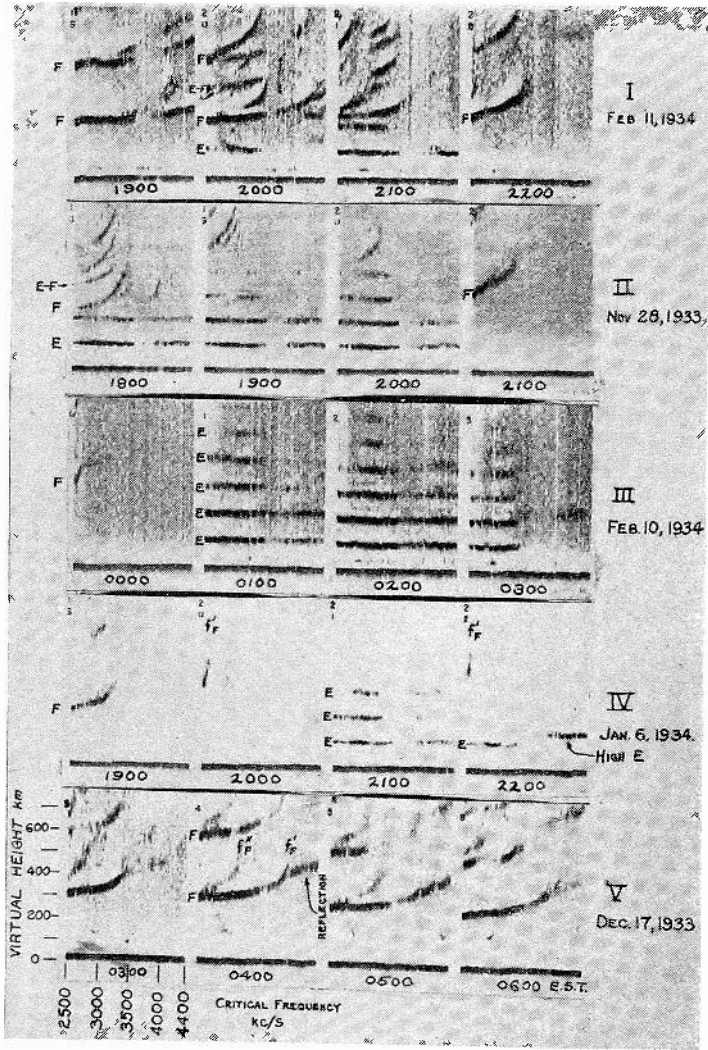 F
E-F
F
F
F
E
F
I
FEB 11, 1934
1900 2000 2100 2200
E-F
F
E
F
II
NOV 28, 1933
1800 1900 2000 2100
F
E
E
E
E
E
III
FEB. 10, 1934
0000 0100 0200 0300
f'F
f'F
F
E
E
E
E
IV
JAN. 6, 1934.
HIGH E
1900 2000 2100 2200
VIRTUAL HEIGHT km
600
400
200
0
F
f"F
f'F
F
REFLECTION
V
DEC. 17, 1933
0300 0400 0500 0600 E.S.T.
2500 3000 3500 4000 4400
CRITICAL FREQUENCY
KC/S